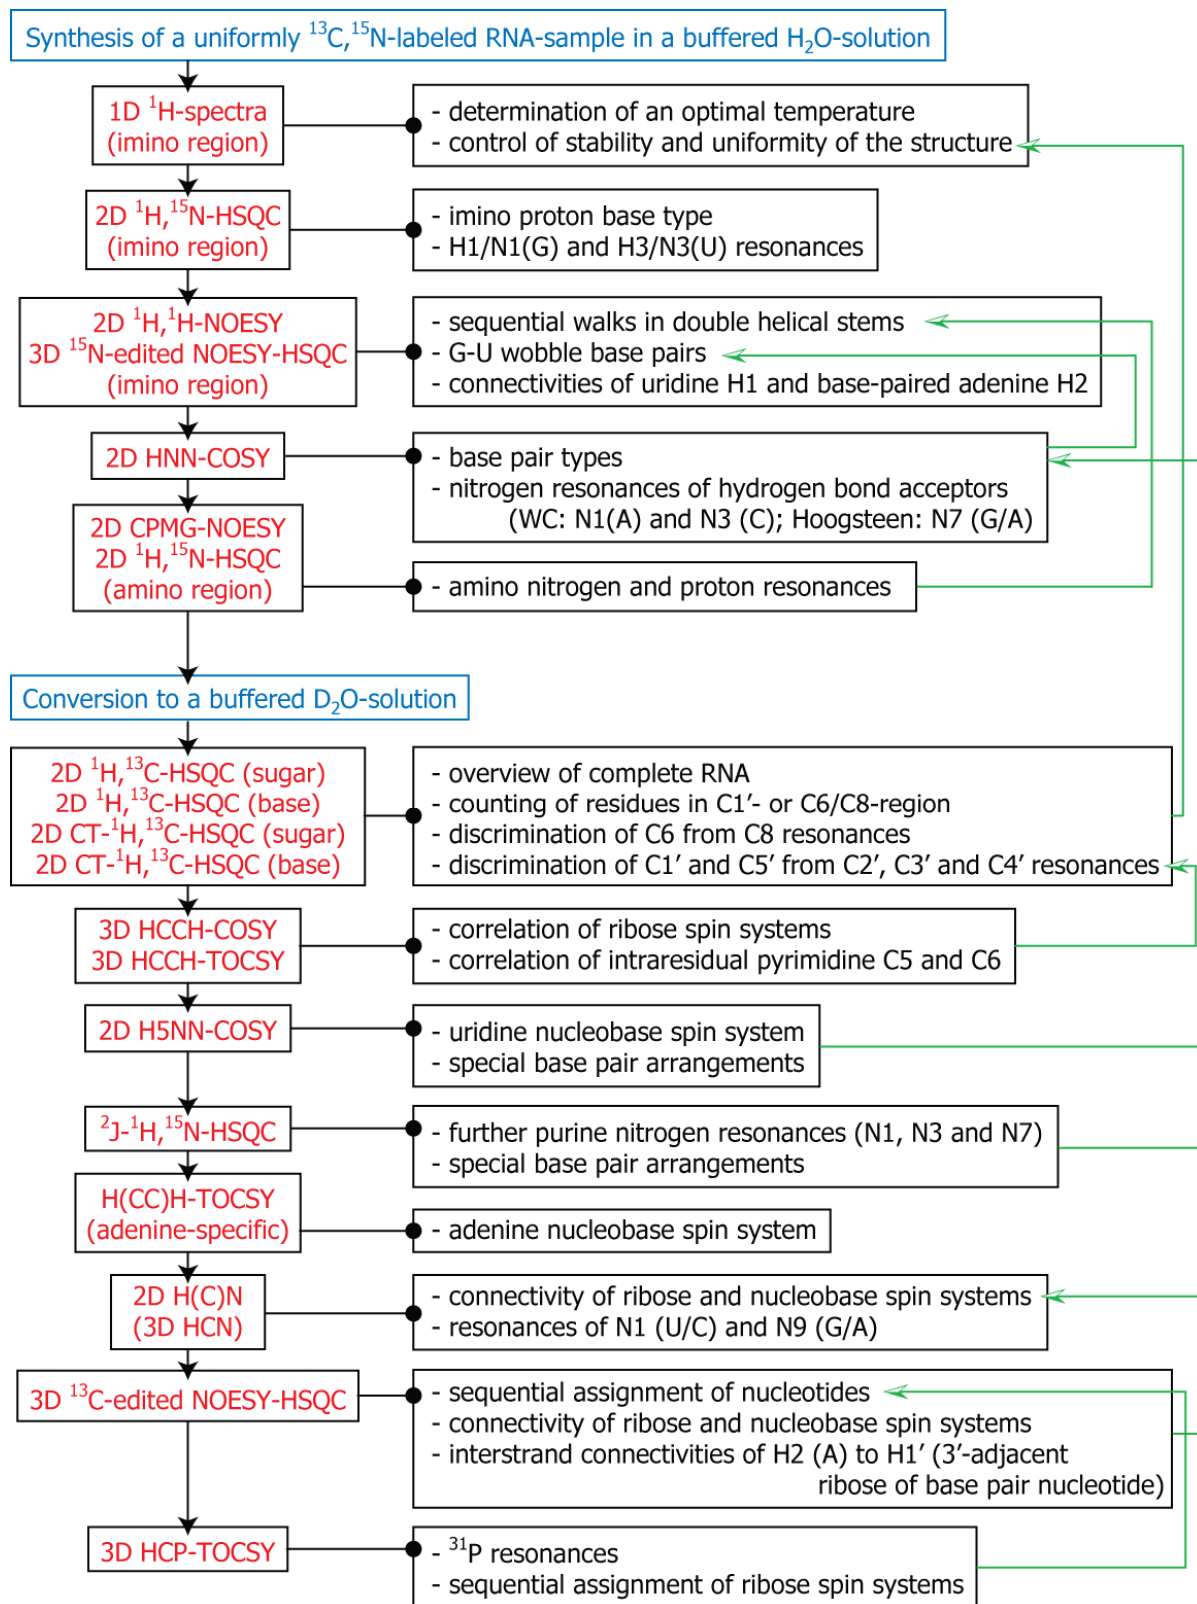 Synthesis of a uniformly ¹³C,¹⁵N-labeled RNA-sample in a buffered H₂O-solution
1D ¹H-spectra
(imino region)
- determination of an optimal temperature
- control of stability and uniformity of the structure
2D ¹H,¹⁵N-HSQC
(imino region)
- imino proton base type
- H1/N1(G) and H3/N3(U) resonances
2D ¹H,¹H-NOESY
3D ¹⁵N-edited NOESY-HSQC
(imino region)
- sequential walks in double helical stems
- G-U wobble base pairs
- connectivities of uridine H1 and base-paired adenine H2
2D HNN-COSY
- base pair types
- nitrogen resonances of hydrogen bond acceptors
(WC: N1(A) and N3 (C); Hoogsteen: N7 (G/A)
2D CPMG-NOESY
2D ¹H,¹⁵N-HSQC
(amino region)
- amino nitrogen and proton resonances
Conversion to a buffered D₂O-solution
2D ¹H,¹³C-HSQC (sugar)
2D ¹H,¹³C-HSQC (base)
2D CT-¹H,¹³C-HSQC (sugar)
2D CT-¹H,¹³C-HSQC (base)
- overview of complete RNA
- counting of residues in C1′- or C6/C8-region
- discrimination of C6 from C8 resonances
- discrimination of C1′ and C5′ from C2′, C3′ and C4′ resonances
3D HCCH-COSY
3D HCCH-TOCSY
- correlation of ribose spin systems
- correlation of intraresidual pyrimidine C5 and C6
2D H5NN-COSY
- uridine nucleobase spin system
- special base pair arrangements
²J-¹H,¹⁵N-HSQC
- further purine nitrogen resonances (N1, N3 and N7)
- special base pair arrangements
H(CC)H-TOCSY
(adenine-specific)
- adenine nucleobase spin system
2D H(C)N
(3D HCN)
- connectivity of ribose and nucleobase spin systems
- resonances of N1 (U/C) and N9 (G/A)
3D ¹³C-edited NOESY-HSQC
- sequential assignment of nucleotides
- connectivity of ribose and nucleobase spin systems
- interstrand connectivities of H2 (A) to H1′ (3′-adjacent
ribose of base pair nucleotide)
3D HCP-TOCSY
- ³¹P resonances
- sequential assignment of ribose spin systems